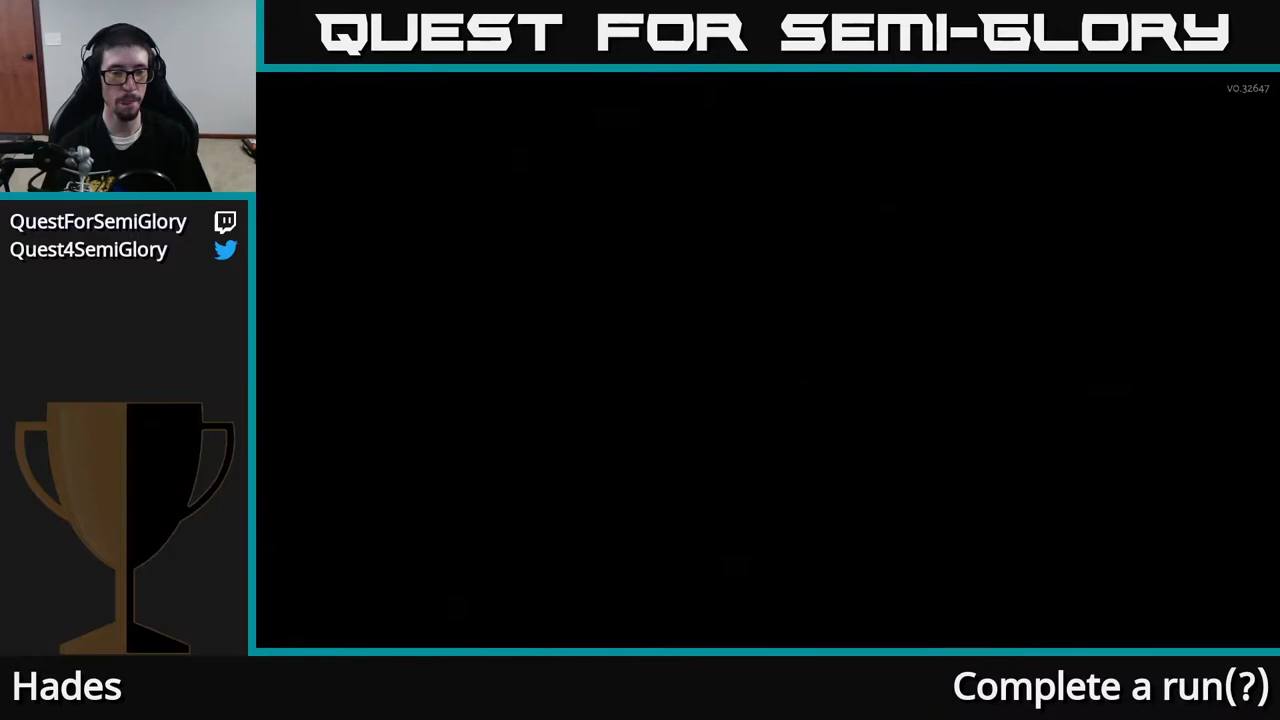 QUEST FOR SEMI-GLORY
v0.32647
QuestForSemiGlory
Quest4SemiGlory
Hades
Complete a run(?)